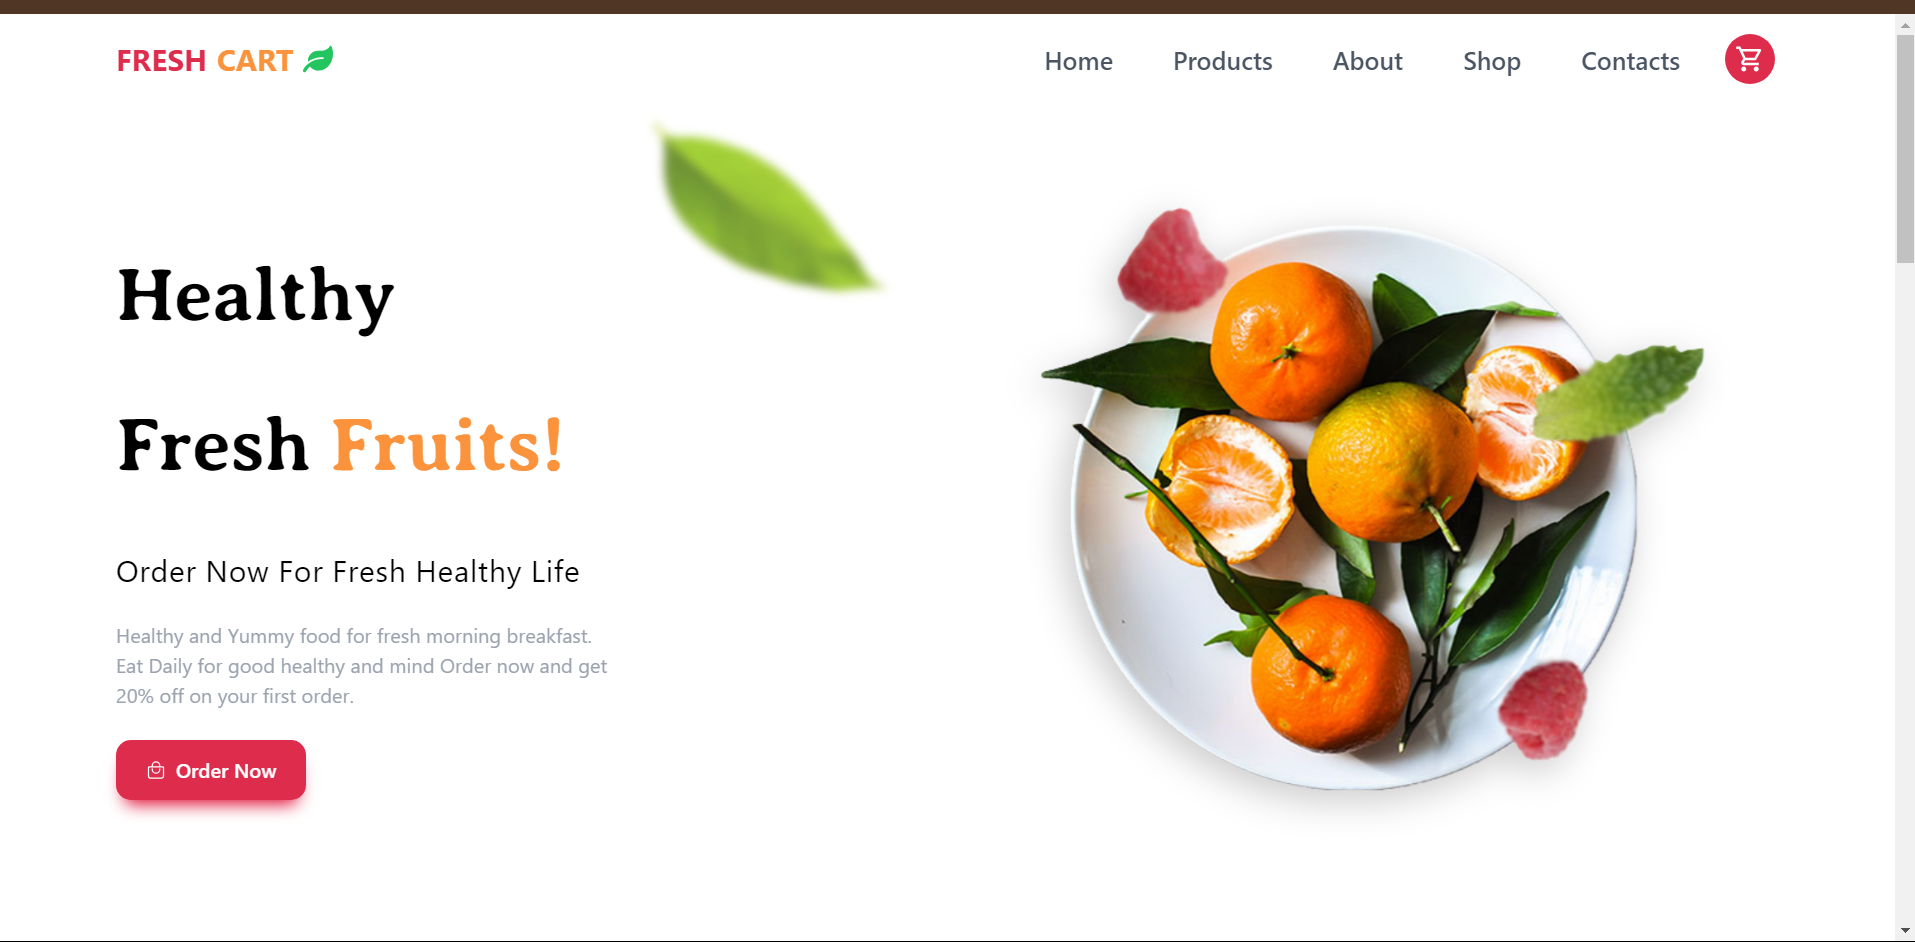 FRESH CART
Home Products About Shop Contacts
Healthy
Fresh Fruits!
Order Now For Fresh Healthy Life
Healthy and Yummy food for fresh morning breakfast.
Eat Daily for good healthy and mind Order now and get
20% off on your first order.
Order Now